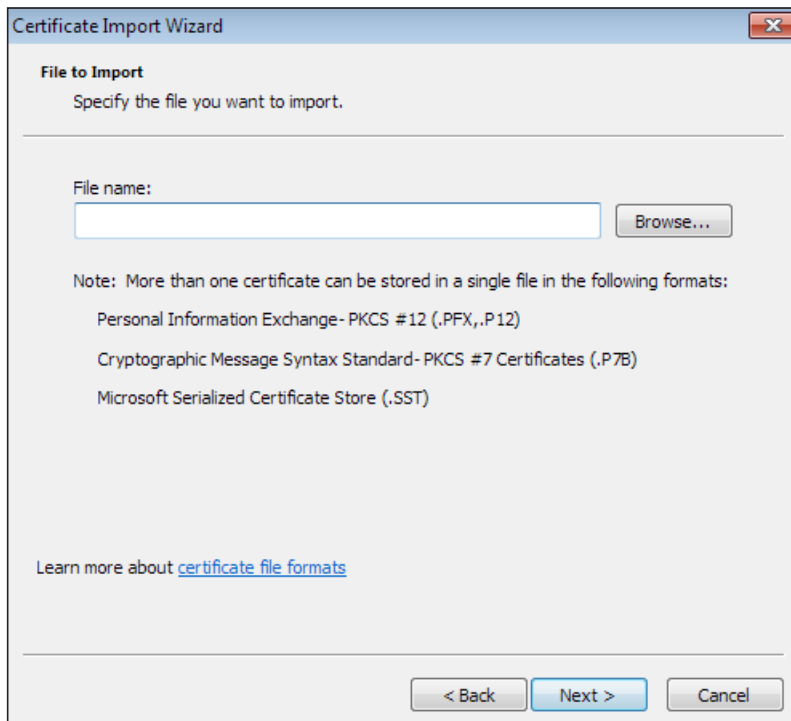 Certificate Import Wizard
File to Import
Specify the file you want to import.
File name:
Browse...
Note:  More than one certificate can be stored in a single file in the following formats:
Personal Information Exchange- PKCS #12 (.PFX,.P12)
Cryptographic Message Syntax Standard- PKCS #7 Certificates (.P7B)
Microsoft Serialized Certificate Store (.SST)
Learn more about certificate file formats
< Back Next > Cancel